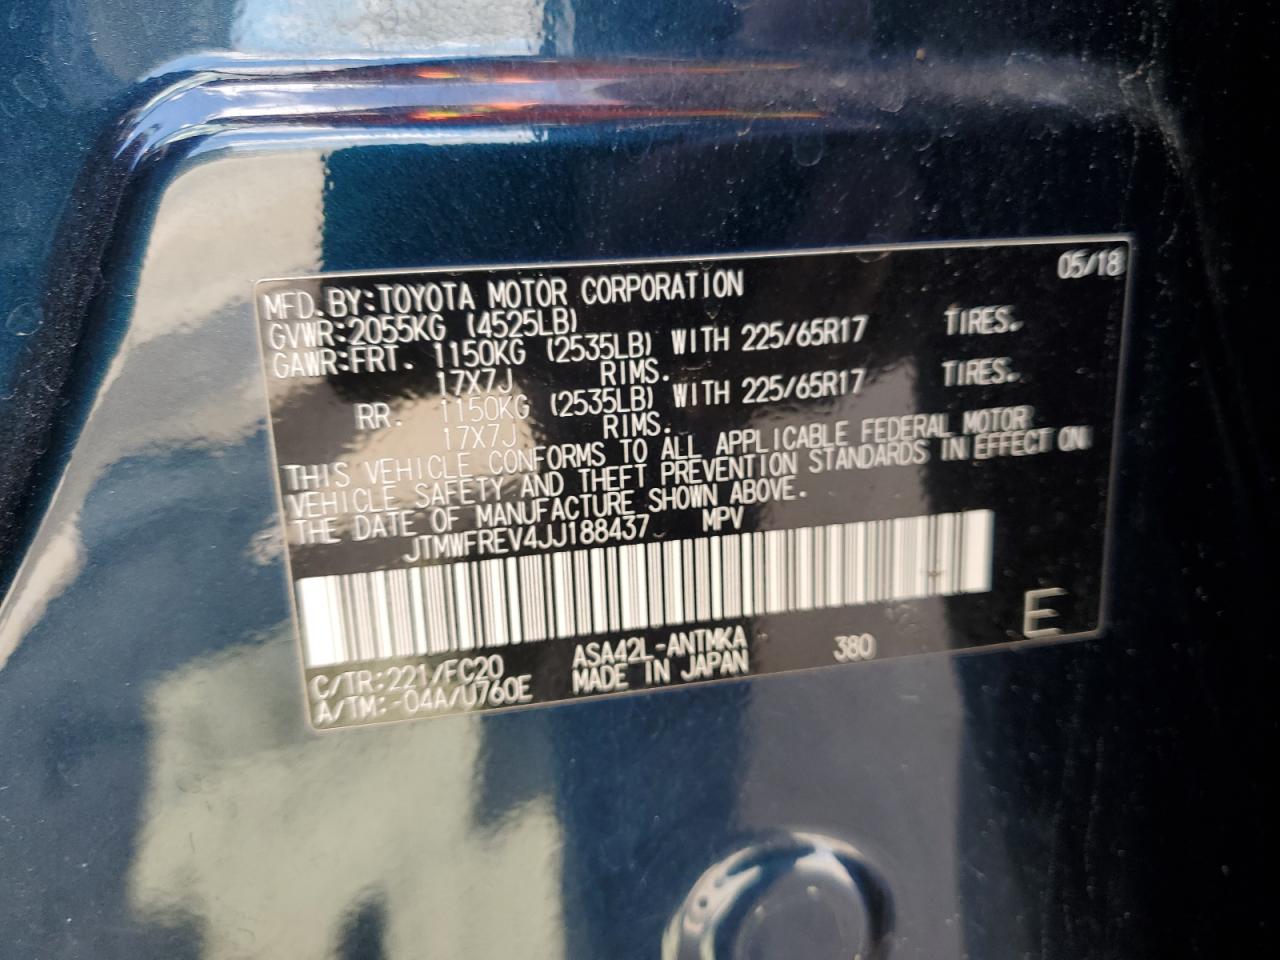 05/18
MFD. BY:TOYOTA MOTOR CORPORATION
GVWR:2055KG (4525LB)
GAWR:FRT. 1150KG (2535LB) WITH 225/65R17 TIRES.
17X7J RIMS.
RR. 1150KG (2535LB) WITH 225/65R17 TIRES.
17X7J RIMS.
THIS VEHICLE CONFORMS TO ALL APPLICABLE FEDERAL MOTOR
VEHICLE SAFETY AND THEFT PREVENTION STANDARDS IN EFFECT ON
THE DATE OF MANUFACTURE SHOWN ABOVE.
JTMWFREV4JJ188437 MPV
C/TR:221/FC20 ASA42L-ANTMKA 380 E
A/TM:-04A/U760E MADE IN JAPAN